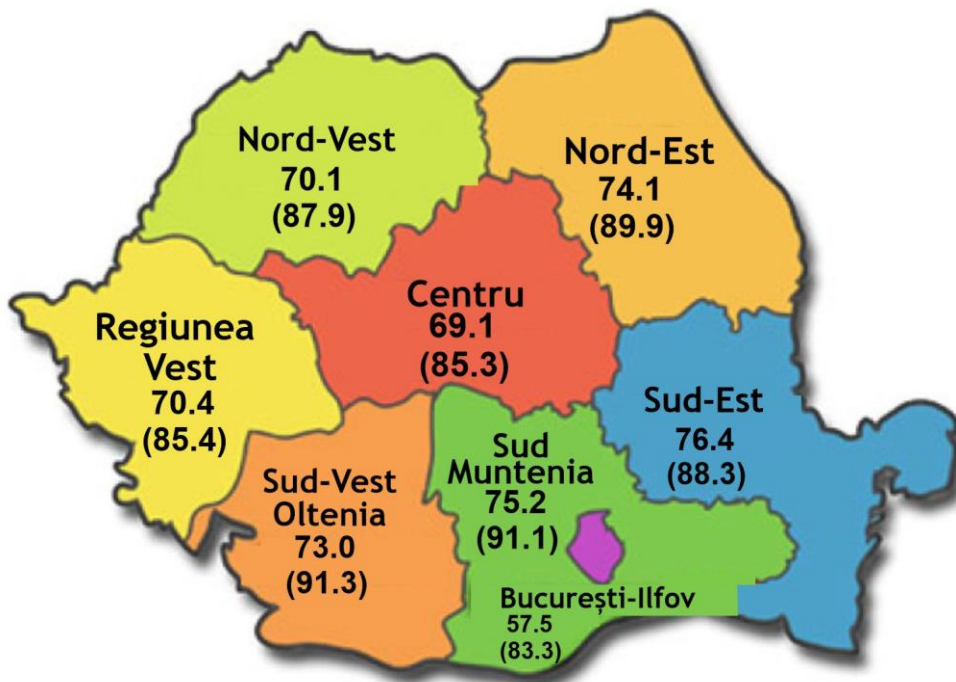 Nord-Vest
70.1
(87.9)
Nord-Est
74.1
(89.9)
Centru
69.1
(85.3)
Regiunea
Vest
70.4
(85.4)
Sud-Est
76.4
(88.3)
Sud-Vest
Oltenia
73.0
(91.3)
Sud
Muntenia
75.2
(91.1)
București-Ilfov
57.5
(83.3)